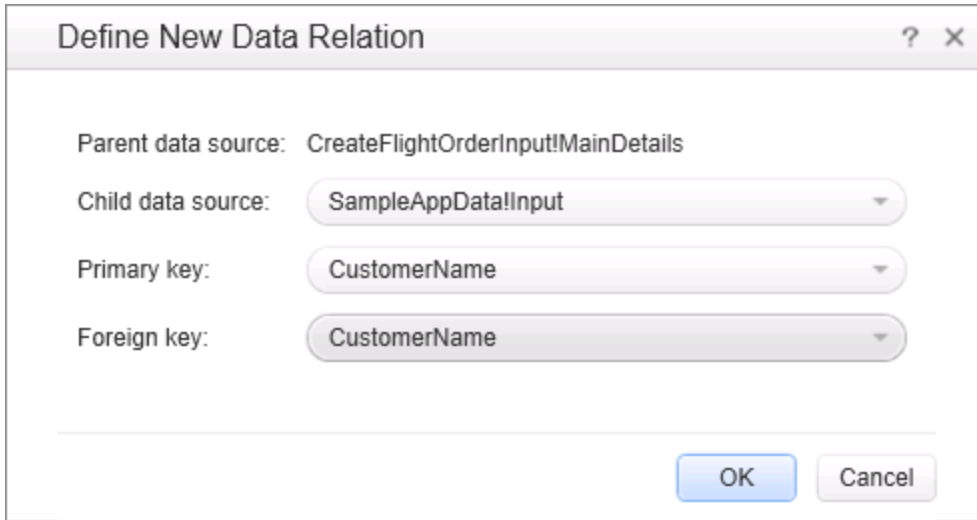 Define New Data Relation ? ×
Parent data source: CreateFlightOrderInput!MainDetails
Child data source: SampleAppData!Input
Primary key: CustomerName
Foreign key: CustomerName
OK Cancel